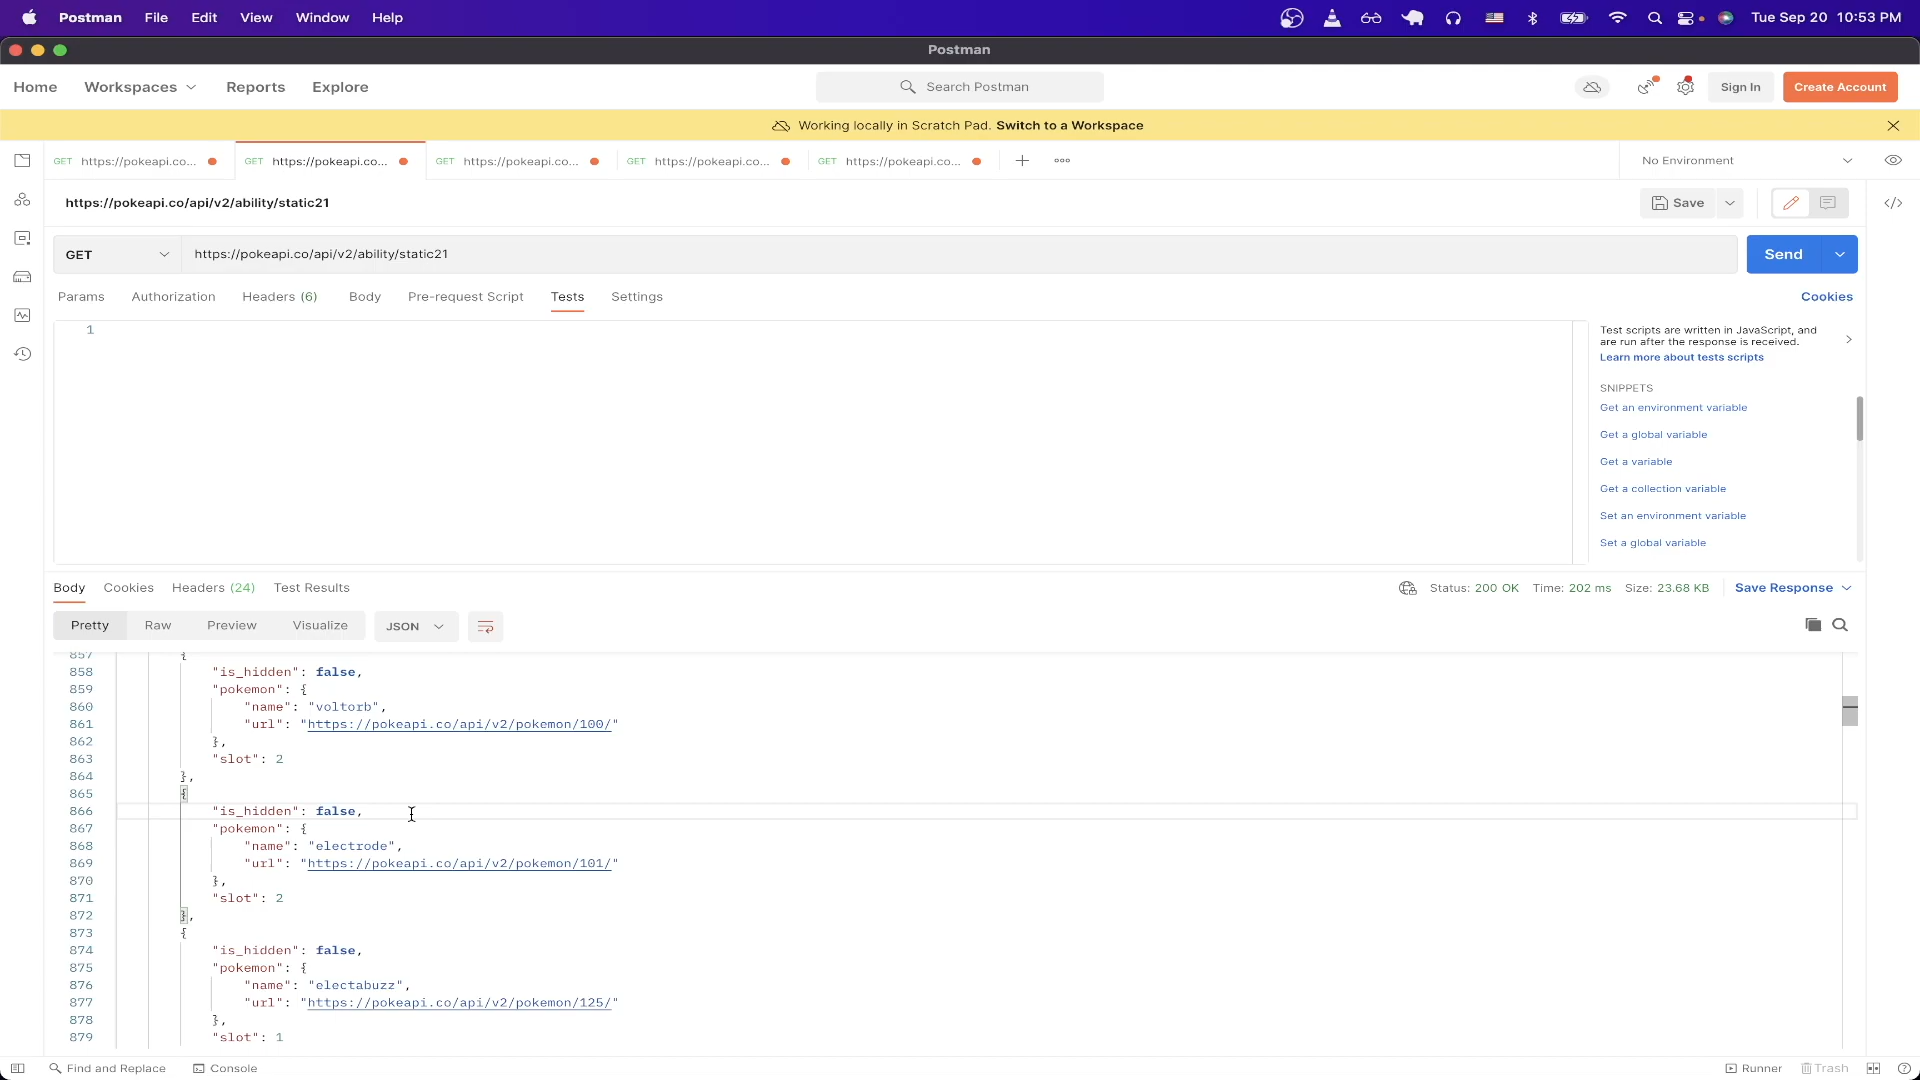 Postman File Edit View Window Help Tue Sep 20 10:53 PM
Postman
Home Workspaces Reports Explore Search Postman Sign In Create Account
Working locally in Scratch Pad. Switch to a Workspace
GET https://pokeapi.co... GET https://pokeapi.co... GET https://pokeapi.co... GET https://pokeapi.co... GET https://pokeapi.co... No Environment
https://pokeapi.co/api/v2/ability/static21 Save
GET https://pokeapi.co/api/v2/ability/static21 Send
Params Authorization Headers (6) Body Pre-request Script Tests Settings Cookies
1
Test scripts are written in JavaScript, and
are run after the response is received.
Learn more about tests scripts
SNIPPETS
Get an environment variable
Get a global variable
Get a variable
Get a collection variable
Set an environment variable
Set a global variable
Body Cookies Headers (24) Test Results Status: 200 OK Time: 202 ms Size: 23.68 KB Save Response
Pretty Raw Preview Visualize JSON
857 {
858 "is_hidden": false,
859 "pokemon": {
860 "name": "voltorb",
861 "url": "https://pokeapi.co/api/v2/pokemon/100/"
862 },
863 "slot": 2
864 },
865 {
866 "is_hidden": false,
867 "pokemon": {
868 "name": "electrode",
869 "url": "https://pokeapi.co/api/v2/pokemon/101/"
870 },
871 "slot": 2
872 },
873 {
874 "is_hidden": false,
875 "pokemon": {
876 "name": "electabuzz",
877 "url": "https://pokeapi.co/api/v2/pokemon/125/"
878 },
879 "slot": 1
Find and Replace Console Runner Trash